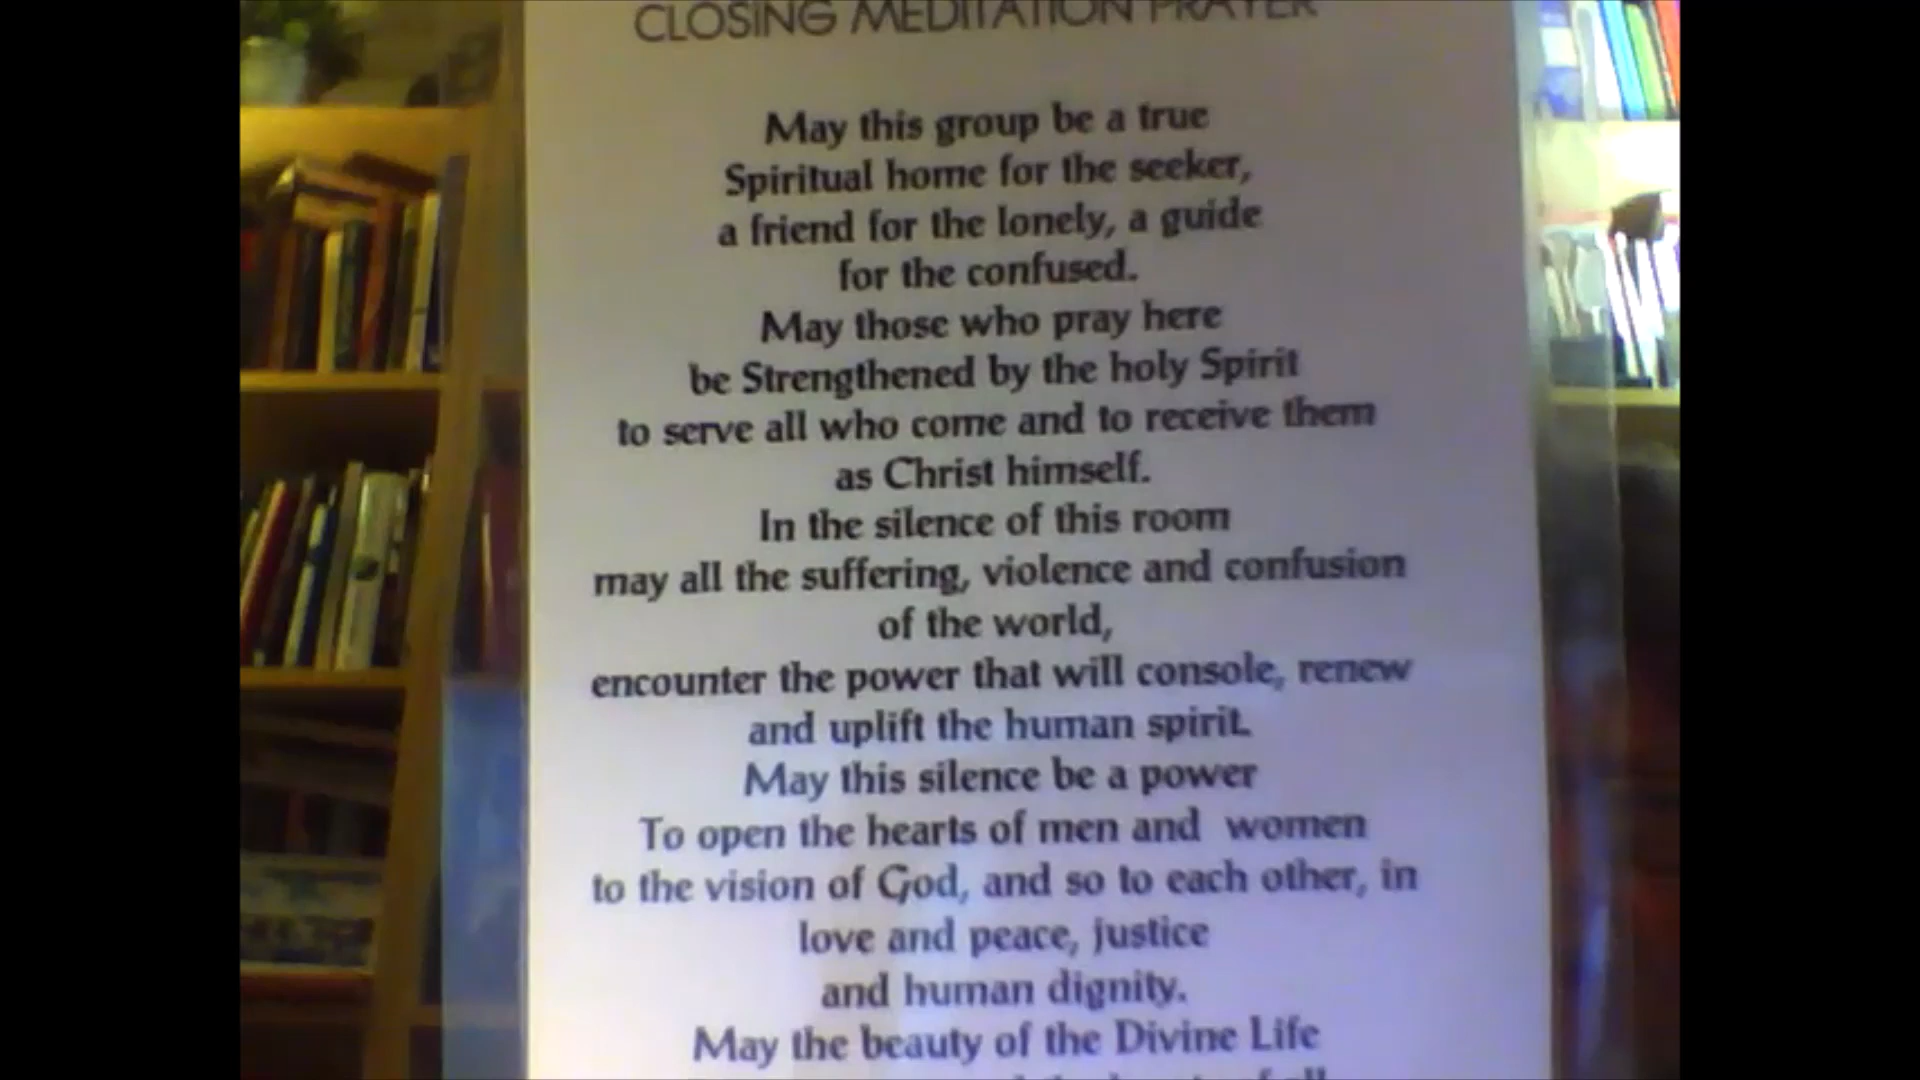 CLOSING MEDITATION PRAYER
May this group be a true
Spiritual home for the seeker,
a friend for the lonely, a guide
for the confused.
May those who pray here
be Strengthened by the holy Spirit
to serve all who come and to receive them
as Christ himself.
In the silence of this room
may all the suffering, violence and confusion
of the world,
encounter the power that will console, renew
and uplift the human spirit.
May this silence be a power
To open the hearts of men and women
to the vision of God, and so to each other, in
love and peace, justice
and human dignity.
May the beauty of the Divine Life
of all